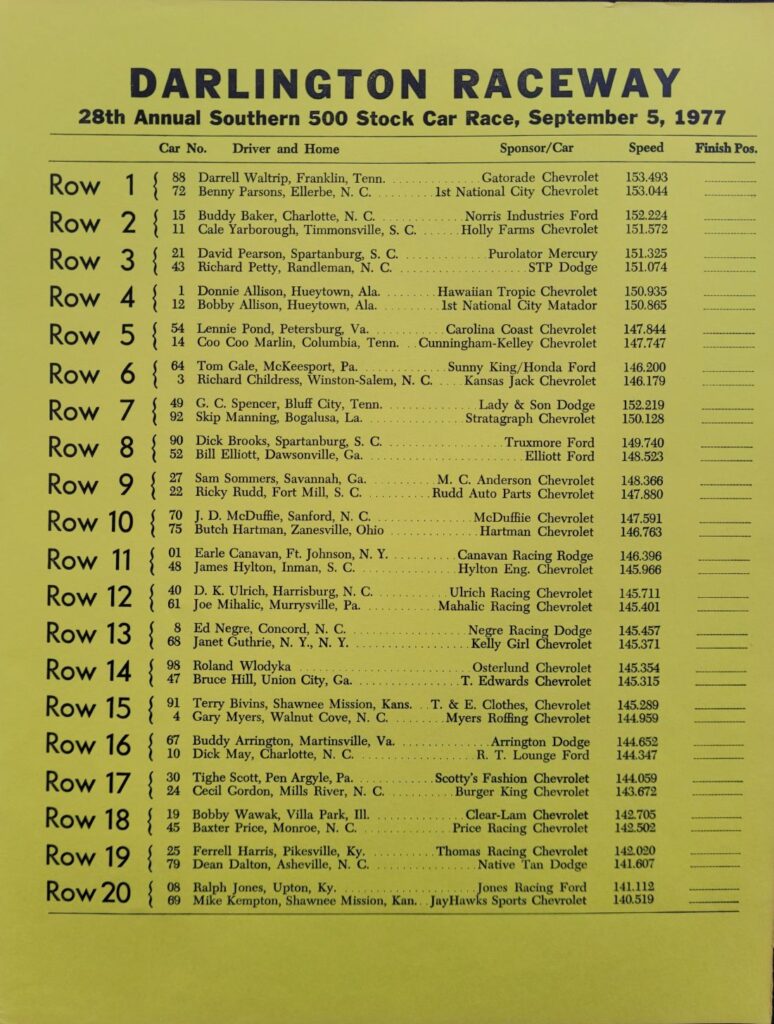 DARLINGTON RACEWAY
28th Annual Southern 500 Stock Car Race, September 5, 1977
Car No. Driver and Home Sponsor/Car Speed Finish Pos.
Row 1 { 88 Darrell Waltrip, Franklin, Tenn. Gatorade Chevrolet 153.493
72 Benny Parsons, Ellerbe, N. C. 1st National City Chevrolet 153.044
Row 2 { 15 Buddy Baker, Charlotte, N. C. Norris Industries Ford 152.224
11 Cale Yarborough, Timmonsville, S. C. Holly Farms Chevrolet 151.572
Row 3 { 21 David Pearson, Spartanburg, S. C. Purolator Mercury 151.325
43 Richard Petty, Randleman, N. C. STP Dodge 151.074
Row 4 { 1 Donnie Allison, Hueytown, Ala. Hawaiian Tropic Chevrolet 150.935
12 Bobby Allison, Hueytown, Ala. 1st National City Matador 150.865
Row 5 { 54 Lennie Pond, Petersburg, Va. Carolina Coast Chevrolet 147.844
14 Coo Coo Marlin, Columbia, Tenn. Cunningham-Kelley Chevrolet 147.747
Row 6 { 64 Tom Gale, McKeesport, Pa. Sunny King/Honda Ford 146.200
3 Richard Childress, Winston-Salem, N. C. Kansas Jack Chevrolet 146.179
Row 7 { 49 G. C. Spencer, Bluff City, Tenn. Lady & Son Dodge 152.219
92 Skip Manning, Bogalusa, La. Stratagraph Chevrolet 150.128
Row 8 { 90 Dick Brooks, Spartanburg, S. C. Truxmore Ford 149.740
52 Bill Elliott, Dawsonville, Ga. Elliott Ford 148.523
Row 9 { 27 Sam Sommers, Savannah, Ga. M. C. Anderson Chevrolet 148.366
22 Ricky Rudd, Fort Mill, S. C. Rudd Auto Parts Chevrolet 147.880
Row 10 { 70 J. D. McDuffie, Sanford, N. C. McDuffiie Chevrolet 147.591
75 Butch Hartman, Zanesville, Ohio Hartman Chevrolet 146.763
Row 11 { 01 Earle Canavan, Ft. Johnson, N. Y. Canavan Racing Rodge 146.396
48 James Hylton, Inman, S. C. Hylton Eng. Chevrolet 145.966
Row 12 { 40 D. K. Ulrich, Harrisburg, N. C. Ulrich Racing Chevrolet 145.711
61 Joe Mihalic, Murrysville, Pa. Mahalic Racing Chevrolet 145.401
Row 13 { 8 Ed Negre, Concord, N. C. Negre Racing Dodge 145.457
68 Janet Guthrie, N. Y., N. Y. Kelly Girl Chevrolet 145.371
Row 14 { 98 Roland Wlodyka Osterlund Chevrolet 145.354
47 Bruce Hill, Union City, Ga. T. Edwards Chevrolet 145.315
Row 15 { 91 Terry Bivins, Shawnee Mission, Kans. T. & E. Clothes, Chevrolet 145.289
4 Gary Myers, Walnut Cove, N. C. Myers Roffing Chevrolet 144.959
Row 16 { 67 Buddy Arrington, Martinsville, Va. Arrington Dodge 144.652
10 Dick May, Charlotte, N. C. R. T. Lounge Ford 144.347
Row 17 { 30 Tighe Scott, Pen Argyle, Pa. Scotty's Fashion Chevrolet 144.059
24 Cecil Gordon, Mills River, N. C. Burger King Chevrolet 143.672
Row 18 { 19 Bobby Wawak, Villa Park, Ill. Clear-Lam Chevrolet 142.705
45 Baxter Price, Monroe, N. C. Price Racing Chevrolet 142.502
Row 19 { 25 Ferrell Harris, Pikesville, Ky. Thomas Racing Chevrolet 142.020
79 Dean Dalton, Asheville, N. C. Native Tan Dodge 141.607
Row 20 { 08 Ralph Jones, Upton, Ky. Jones Racing Ford 141.112
69 Mike Kempton, Shawnee Mission, Kan. JayHawks Sports Chevrolet 140.519